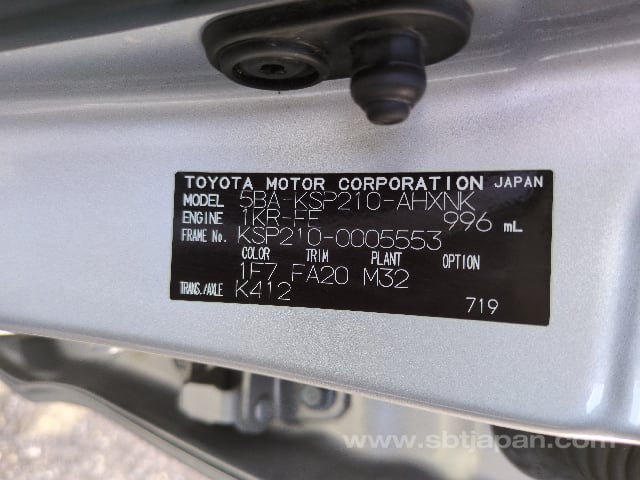 TOYOTA MOTOR CORPORATION JAPAN
MODEL 5BA-KSP210-AHXNK
ENGINE 1KR-FE 996 mL
FRAME No. KSP210-0005553
COLOR TRIM PLANT OPTION
1F7 FA20 M32
TRANS./AXLE K412
719
www.sbtjapan.com